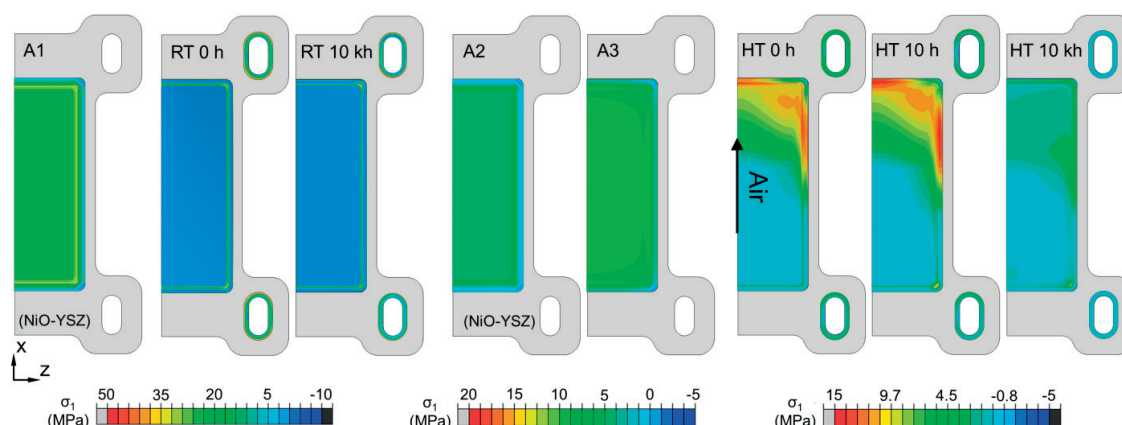 A1
RT 0 h
RT 10 kh
A2
A3
HT 0 h
HT 10 h
HT 10 kh
Air
(NiO-YSZ)
(NiO-YSZ)
x
z
σ1
(MPa)
50 35 20 5 -10
σ1
(MPa)
20 15 10 5 0 -5
σ1
(MPa)
15 9.7 4.5 -0.8 -5